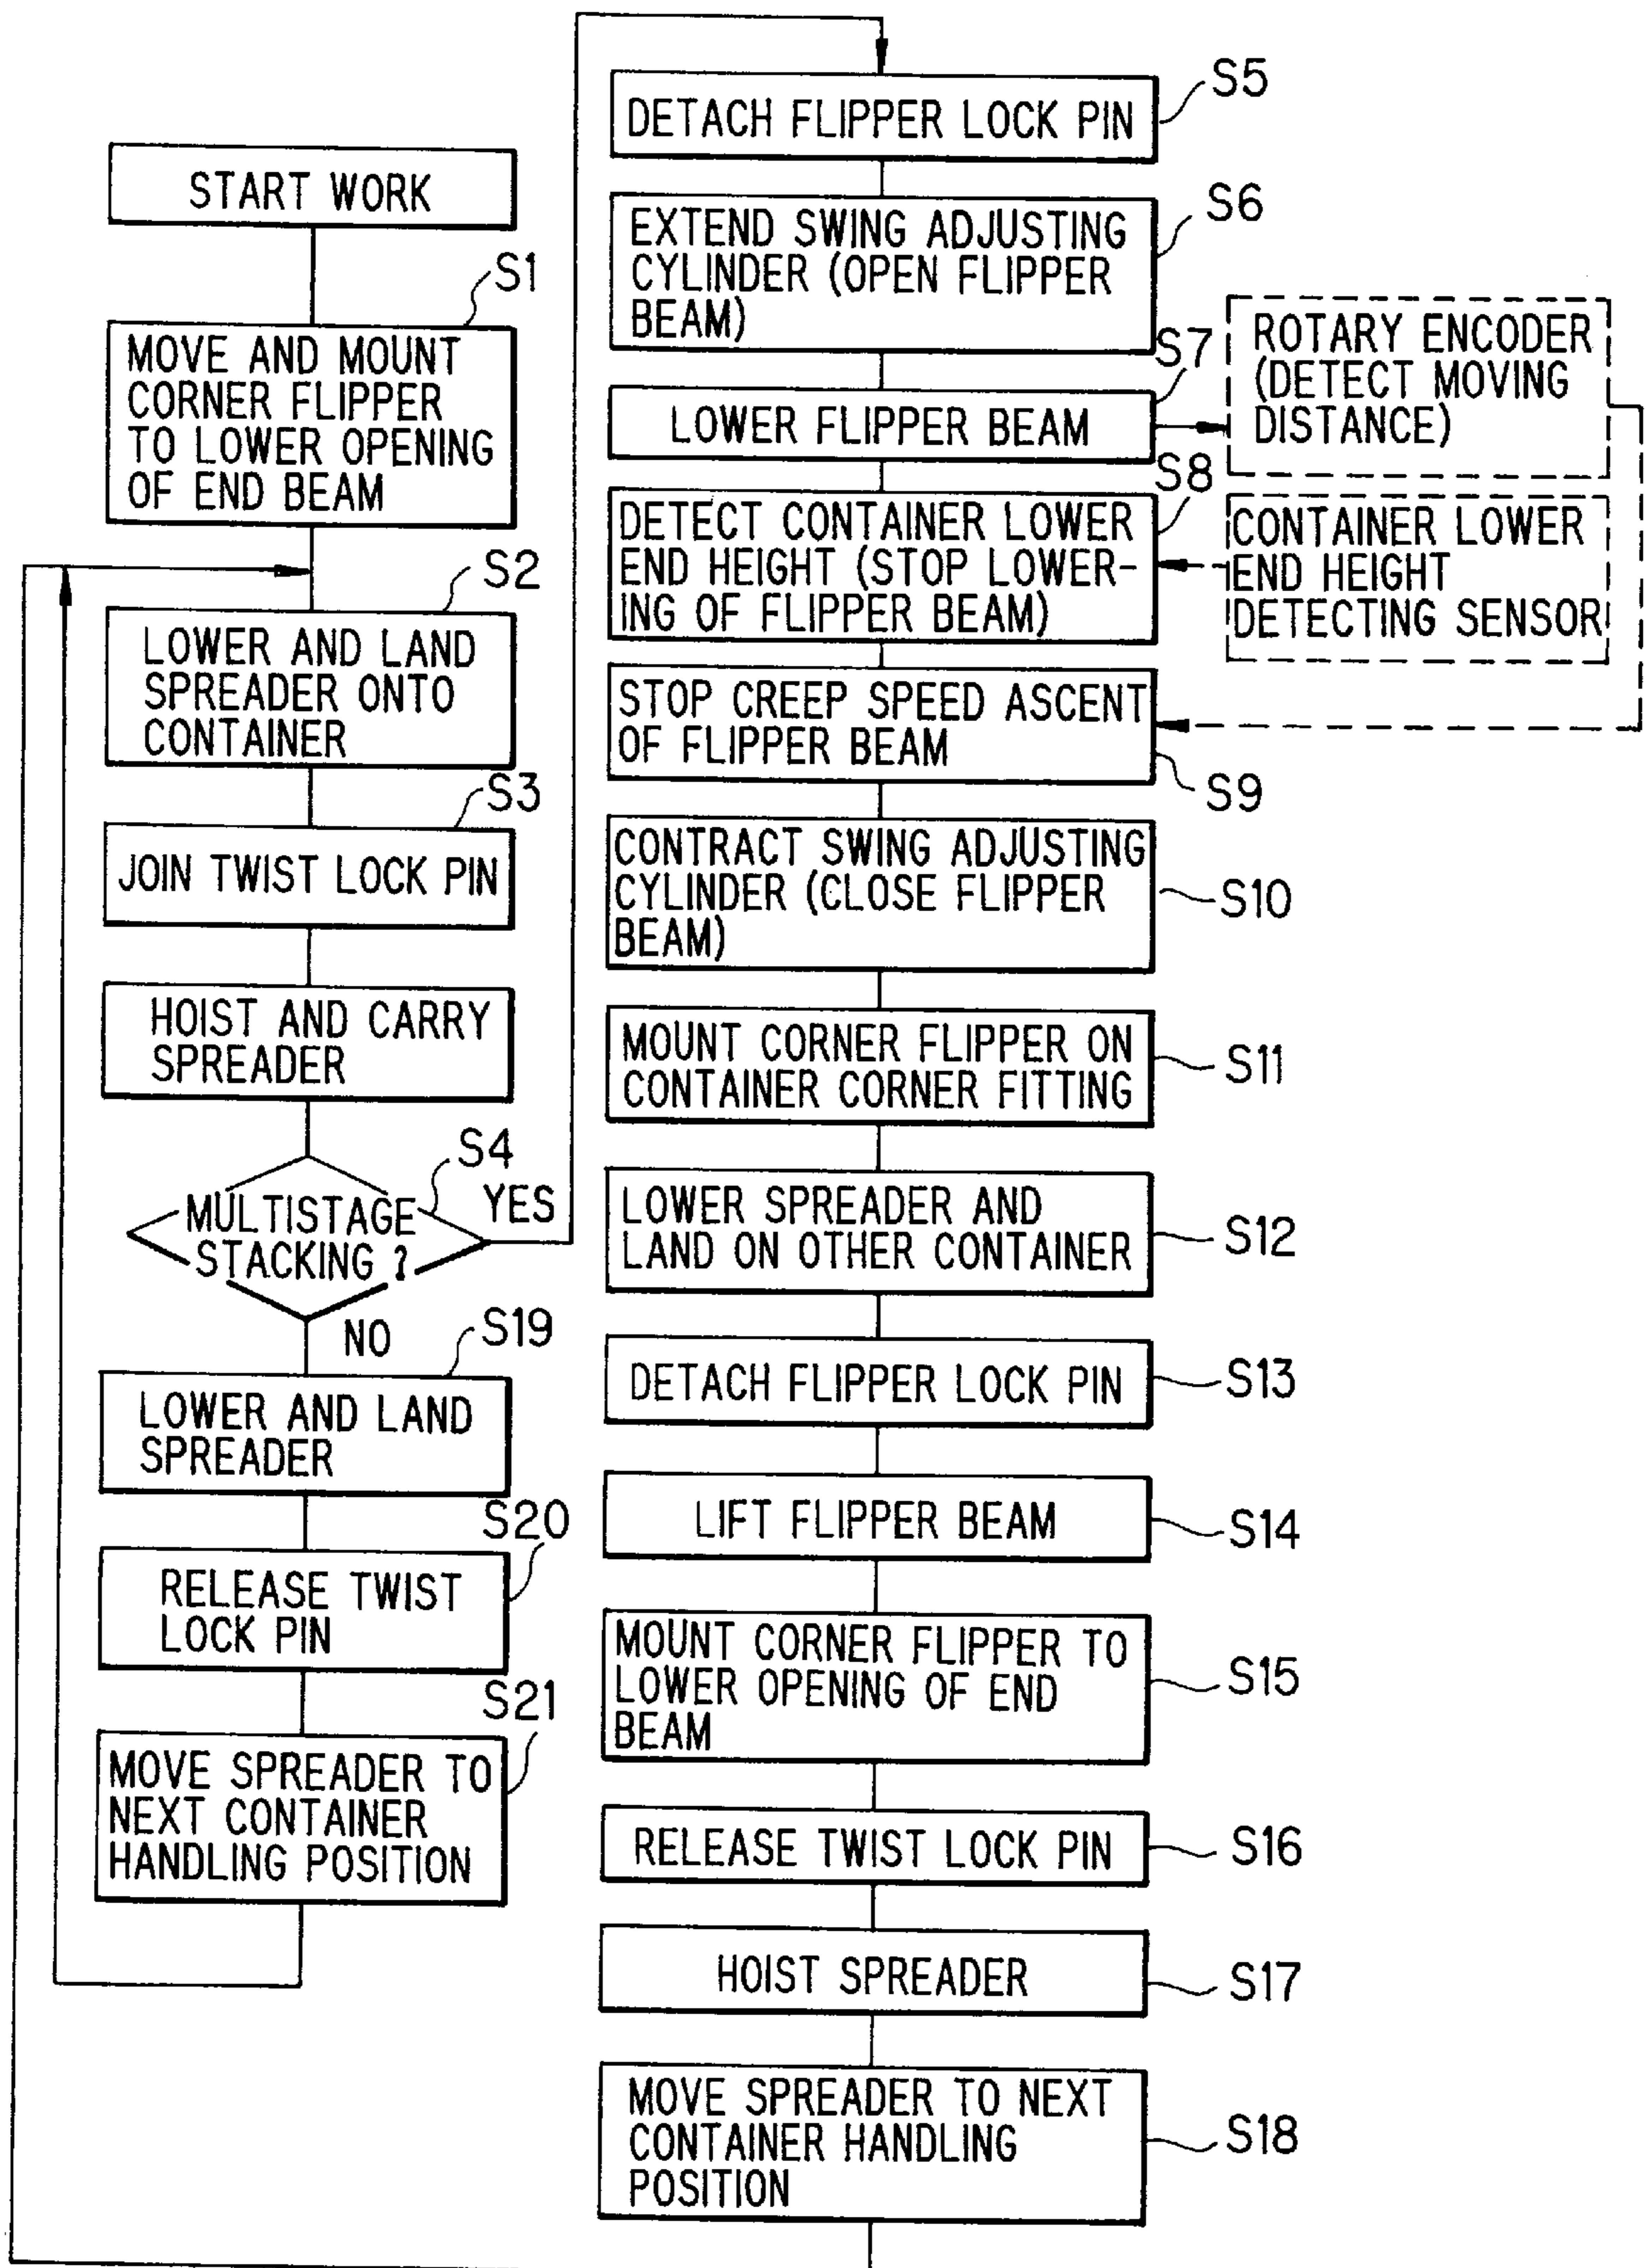 START WORK
S1
MOVE AND MOUNT
CORNER FLIPPER
TO LOWER OPENING
OF END BEAM
S2
LOWER AND LAND
SPREADER ONTO
CONTAINER
S3
JOIN TWIST LOCK PIN
HOIST AND CARRY
SPREADER
S4
MULTISTAGE
STACKING ?
YES
NO
S19
LOWER AND LAND
SPREADER
S20
RELEASE TWIST
LOCK PIN
S21
MOVE SPREADER TO
NEXT CONTAINER
HANDLING POSITION
S5
DETACH FLIPPER LOCK PIN
S6
EXTEND SWING ADJUSTING
CYLINDER (OPEN FLIPPER
BEAM)
S7
LOWER FLIPPER BEAM
ROTARY ENCODER
(DETECT MOVING
DISTANCE)
S8
DETECT CONTAINER LOWER
END HEIGHT (STOP LOWER-
ING OF FLIPPER BEAM)
CONTAINER LOWER
END HEIGHT
DETECTING SENSOR
STOP CREEP SPEED ASCENT
OF FLIPPER BEAM
S9
CONTRACT SWING ADJUSTING
CYLINDER (CLOSE FLIPPER
BEAM)
S10
MOUNT CORNER FLIPPER ON
CONTAINER CORNER FITTING
S11
LOWER SPREADER AND
LAND ON OTHER CONTAINER
S12
DETACH FLIPPER LOCK PIN
S13
LIFT FLIPPER BEAM
S14
MOUNT CORNER FLIPPER TO
LOWER OPENING OF END
BEAM
S15
RELEASE TWIST LOCK PIN
S16
HOIST SPREADER
S17
MOVE SPREADER TO NEXT
CONTAINER HANDLING
POSITION
S18